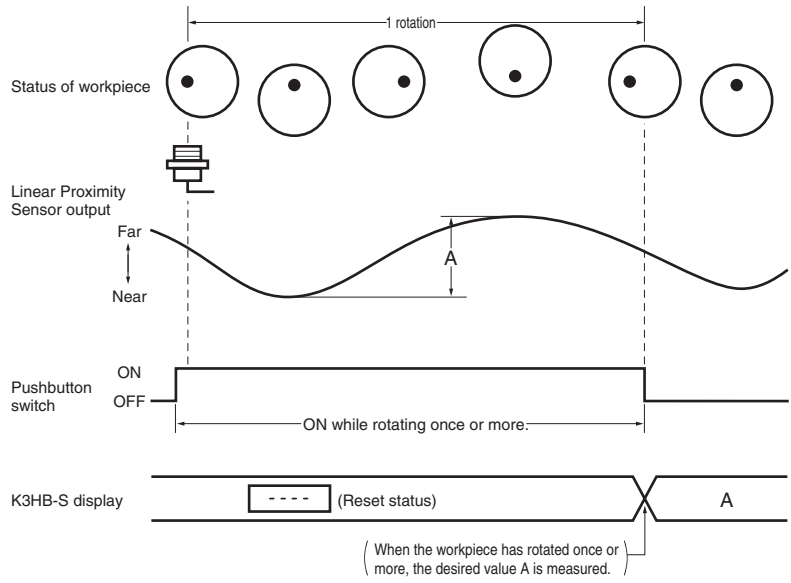 1 rotation
Status of workpiece
Linear Proximity
Sensor output
Far
A
Near
ON
Pushbutton
switch
OFF
ON while rotating once or more.
K3HB-S display
- - - -
(Reset status)
A
(When the workpiece has rotated once or
more, the desired value A is measured.)